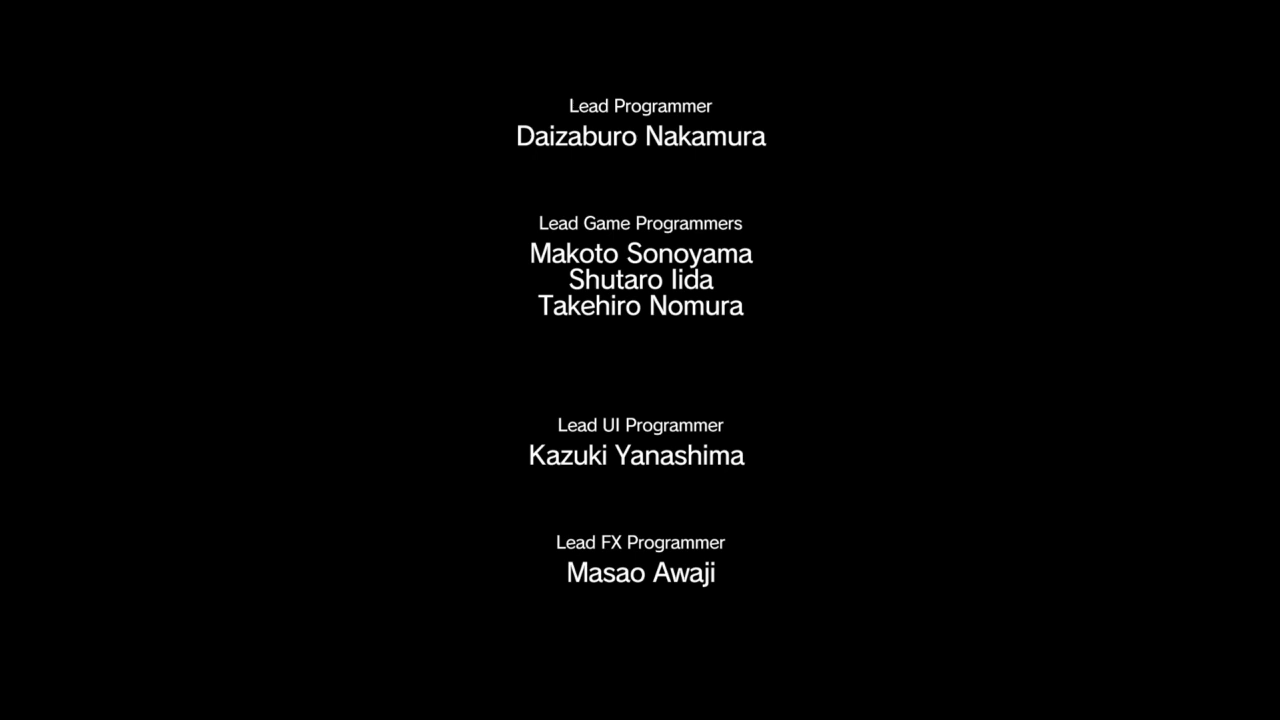 Lead Programmer
Daizaburo Nakamura
Lead Game Programmers
Makoto Sonoyama
Shutaro Iida
Takehiro Nomura
Lead UI Programmer
Kazuki Yanashima
Lead FX Programmer
Masao Awaji